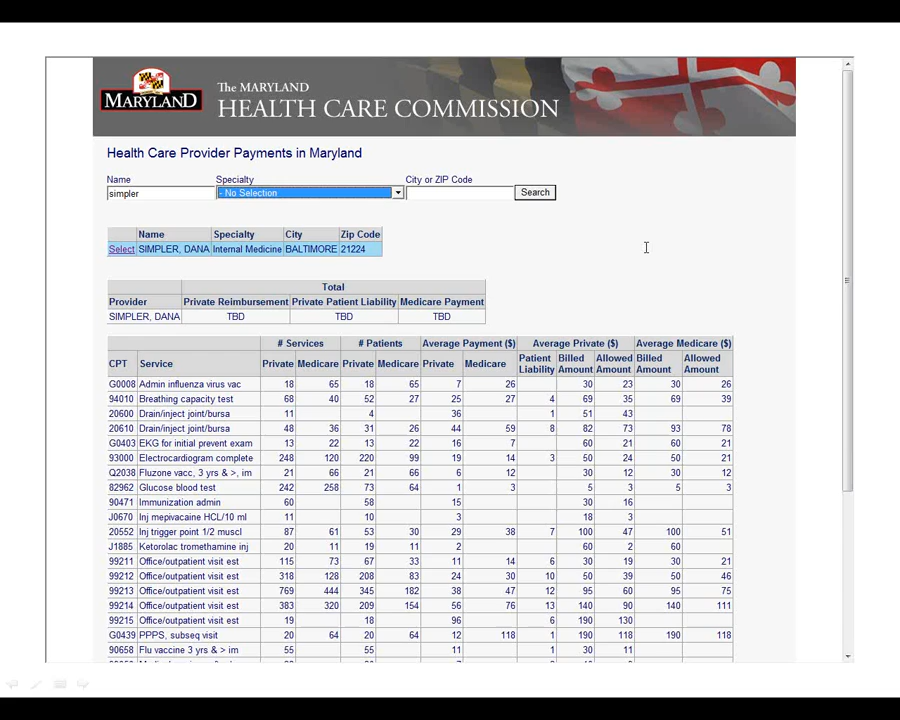 MARYLAND
The MARYLAND
HEALTH CARE COMMISSION
Health Care Provider Payments in Maryland
Name Specialty City or ZIP Code
simpler - No Selection Search
Name Specialty City Zip Code
Select SIMPLER, DANA Internal Medicine BALTIMORE 21224
Total
Provider Private Reimbursement Private Patient Liability Medicare Payment
SIMPLER, DANA TBD TBD TBD
# Services # Patients Average Payment ($) Average Private ($) Average Medicare ($)
CPT Service Private Medicare Private Medicare Private Medicare Patient Liability Billed Amount Allowed Amount Billed Amount Allowed Amount
G0008 Admin influenza virus vac 18 65 18 65 7 26 30 23 30 26
94010 Breathing capacity test 68 40 52 27 25 27 4 69 35 69 39
20600 Drain/inject joint/bursa 11 4 36 1 51 43
20610 Drain/inject joint/bursa 48 36 31 26 44 59 8 82 73 93 78
G0403 EKG for initial prevent exam 13 22 13 22 16 7 60 21 60 21
93000 Electrocardiogram complete 248 120 220 99 19 14 3 50 24 50 21
Q2038 Fluzone vacc, 3 yrs & >, im 21 66 21 66 6 12 30 12 30 12
82962 Glucose blood test 242 258 73 64 1 3 5 3 5 3
90471 Immunization admin 60 58 15 30 16
J0670 Inj mepivacaine HCL/10 ml 11 10 3 18 3
20552 Inj trigger point 1/2 muscl 87 61 53 30 29 38 7 100 47 100 51
J1885 Ketorolac tromethamine inj 20 11 19 11 2 60 2 60
99211 Office/outpatient visit est 115 73 67 33 11 14 6 30 19 30 21
99212 Office/outpatient visit est 318 128 208 83 24 30 10 50 39 50 46
99213 Office/outpatient visit est 769 444 345 182 38 47 12 95 60 95 75
99214 Office/outpatient visit est 383 320 209 154 56 76 13 140 90 140 111
99215 Office/outpatient visit est 19 18 96 6 190 130
G0439 PPPS, subseq visit 20 64 20 64 12 118 1 190 118 190 118
90658 Flu vaccine 3 yrs & > im 55 55 11 1 30 11